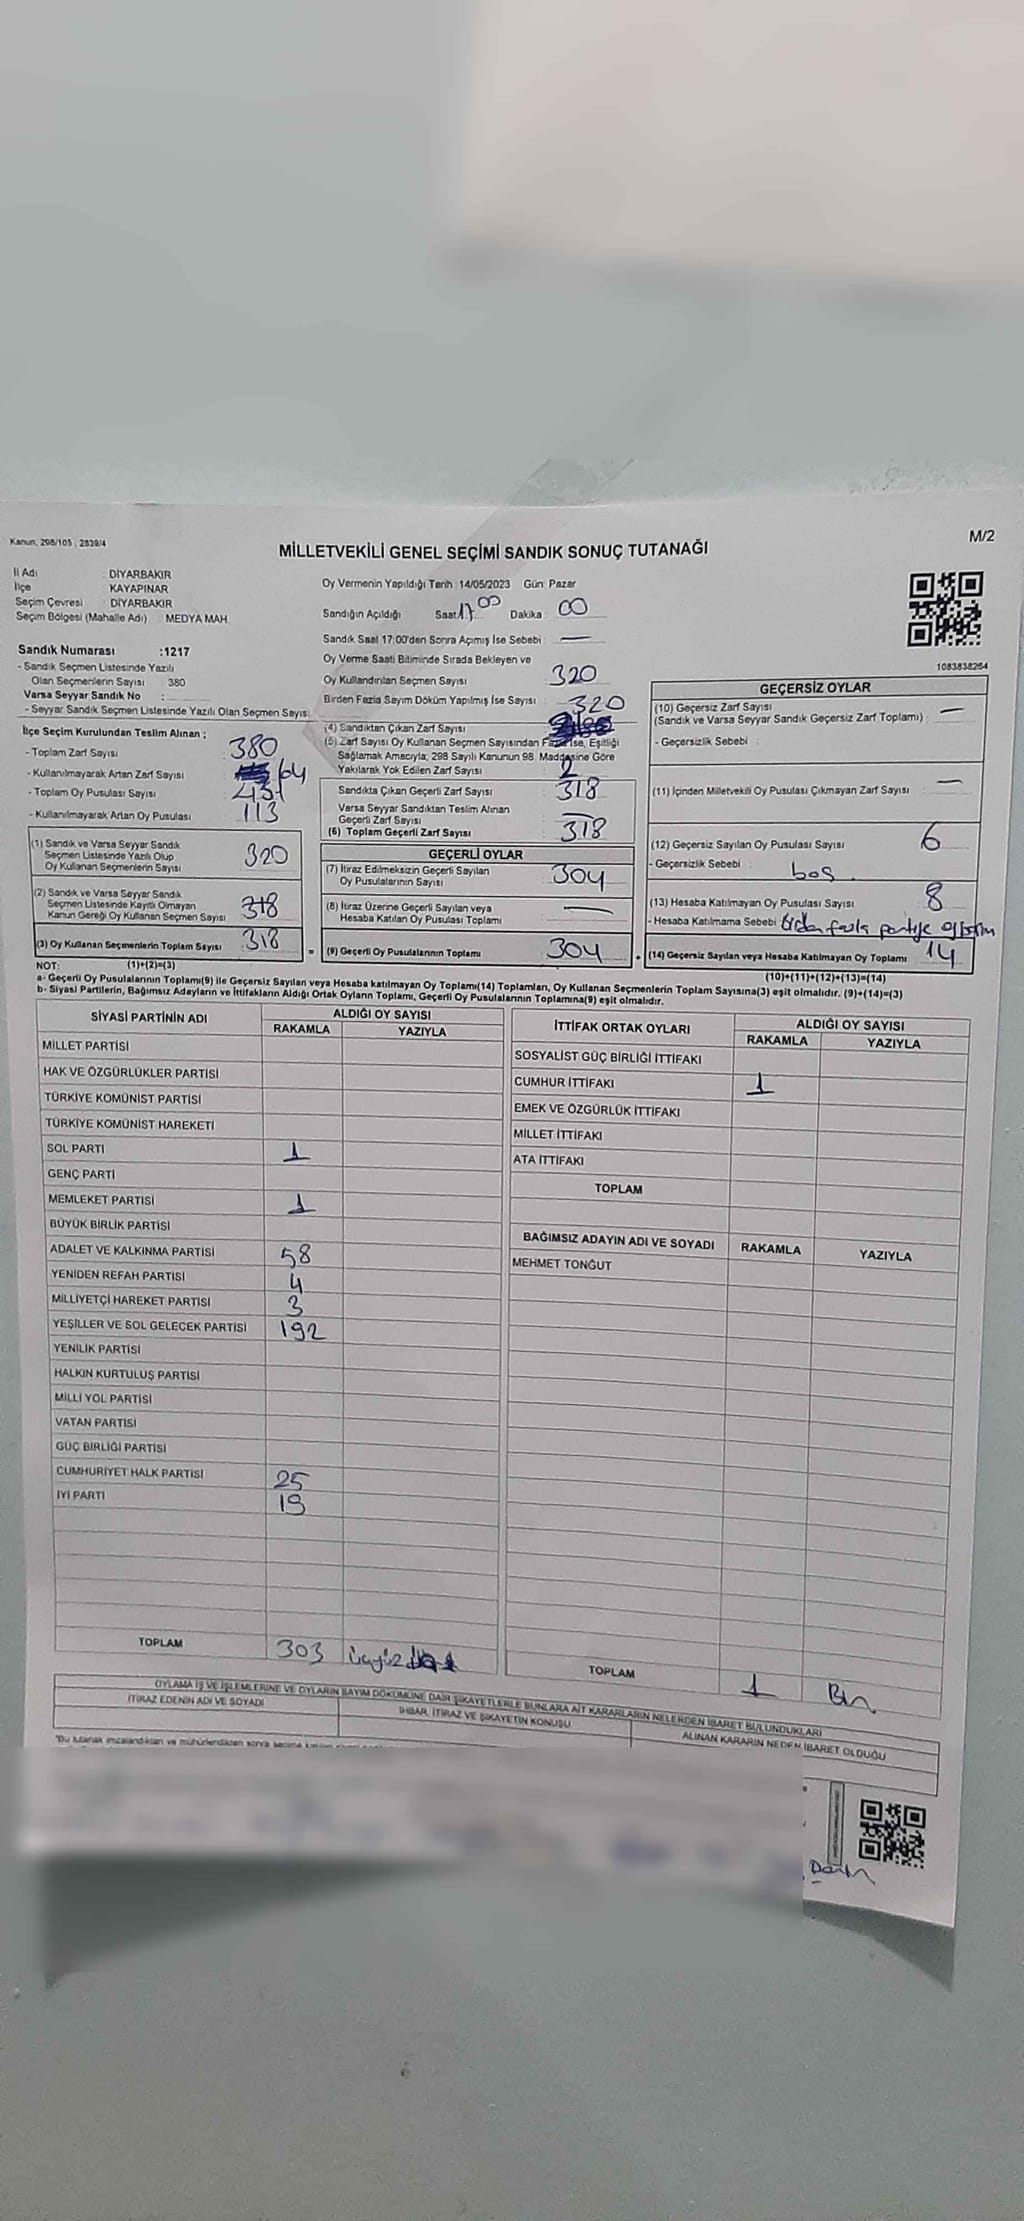 Kanun, 298/105 , 2839/4
M/2
MİLLETVEKİLİ GENEL SEÇİMİ SANDIK SONUÇ TUTANAĞI
İl Adı : DİYARBAKIR
İlçe : KAYAPINAR
Seçim Çevresi : DİYARBAKIR
Seçim Bölgesi (Mahalle Adı) : MEDYA MAH.
Oy Vermenin Yapıldığı Tarih :14/05/2023 Gün: Pazar
Sandığın Açıldığı Saat 17 00 Dakika : 00
Sandık Saat 17:00'den Sonra Açmış İse Sebebi : —
Oy Verme Saati Bitiminde Sırada Bekleyen ve
Oy Kullandırılan Seçmen Sayısı 320
Birden Fazla Sayım Döküm Yapılmış İse Sayısı : 320
1083838264
Sandık Numarası :1217
- Sandık Seçmen Listesinde Yazılı
Olan Seçmenlerin Sayısı : 380
Varsa Seyyar Sandık No :
- Seyyar Sandık Seçmen Listesinde Yazılı Olan Seçmen Sayısı
İlçe Seçim Kurulundan Teslim Alınan ;
- Toplam Zarf Sayısı 380
- Kullanılmayarak Artan Zarf Sayısı 64
- Toplam Oy Pusulası Sayısı
- Kullanılmayarak Artan Oy Pusulası 113
(1) Sandık ve Varsa Seyyar Sandık
Seçmen Listesinde Yazılı Olup
Oy Kullanan Seçmenlerin Sayısı 320
(2) Sandık ve Varsa Seyyar Sandık
Seçmen Listesinde Kayıtlı Olmayan
Kanun Gereği Oy Kullanan Seçmen Sayısı 318
(3) Oy Kullanan Seçmenlerin Toplam Sayısı 318
(4) Sandıktan Çıkan Zarf Sayısı
(5) Zarf Sayısı Oy Kullanan Seçmen Sayısından Fazla İse, Eşitliği
Sağlamak Amacıyla; 298 Sayılı Kanunun 98. Maddesine Göre
Yakılarak Yok Edilen Zarf Sayısı 2
Sandıkta Çıkan Geçerli Zarf Sayısı : 318
Varsa Seyyar Sandıktan Teslim Alınan
Geçerli Zarf Sayısı : —
(6) Toplam Geçerli Zarf Sayısı 318
GEÇERLİ OYLAR
(7) İtiraz Edilmeksizin Geçerli Sayılan
Oy Pusulalarının Sayısı : 304
(8) İtiraz Üzerine Geçerli Sayılan veya
Hesaba Katılan Oy Pusulası Toplamı —
= (9) Geçerli Oy Pusulalarının Toplamı 304
GEÇERSİZ OYLAR
(10) Geçersiz Zarf Sayısı
(Sandık ve Varsa Seyyar Sandık Geçersiz Zarf Toplamı) : —
- Geçersizlik Sebebi :
(11) İçinden Milletvekili Oy Pusulası Çıkmayan Zarf Sayısı : —
(12) Geçersiz Sayılan Oy Pusulası Sayısı : 6
- Geçersizlik Sebebi : boş.
(13) Hesaba Katılmayan Oy Pusulası Sayısı : 8
- Hesaba Katılmama Sebebi : Birden fazla partiye
(14) Geçersiz Sayılan veya Hesaba Katılmayan Oy Toplamı 14
NOT: (1)+(2)=(3)
(10)+(11)+(12)+(13)=(14)
a- Geçerli Oy Pusulalarının Toplamı(9) ile Geçersiz Sayılan veya Hesaba katılmayan Oy Toplamı(14) Toplamları, Oy Kullanan Seçmenlerin Toplam Sayısına(3) eşit olmalıdır. (9)+(14)=(3)
b- Siyasi Partilerin, Bağımsız Adayların ve İttifakların Aldığı Ortak Oyların Toplamı, Geçerli Oy Pusulalarının Toplamına(9) eşit olmalıdır.
SİYASİ PARTİNİN ADI ALDIĞI OY SAYISI
RAKAMLA YAZIYLA
MİLLET PARTİSİ
HAK VE ÖZGÜRLÜKLER PARTİSİ
TÜRKİYE KOMÜNİST PARTİSİ
TÜRKİYE KOMÜNİST HAREKETİ
SOL PARTİ 1
GENÇ PARTİ
MEMLEKET PARTİSİ 1
BÜYÜK BİRLİK PARTİSİ
ADALET VE KALKINMA PARTİSİ 58
YENİDEN REFAH PARTİSİ 4
MİLLİYETÇİ HAREKET PARTİSİ 3
YEŞİLLER VE SOL GELECEK PARTİSİ 192
YENİLİK PARTİSİ
HALKIN KURTULUŞ PARTİSİ
MİLLİ YOL PARTİSİ
VATAN PARTİSİ
GÜÇ BİRLİĞİ PARTİSİ
CUMHURİYET HALK PARTİSİ 25
İYİ PARTİ 19
TOPLAM 303 üçyüz
İTTİFAK ORTAK OYLARI ALDIĞI OY SAYISI
RAKAMLA YAZIYLA
SOSYALİST GÜÇ BİRLİĞİ İTTİFAKI
CUMHUR İTTİFAKI 1
EMEK VE ÖZGÜRLÜK İTTİFAKI
MİLLET İTTİFAKI
ATA İTTİFAKI
TOPLAM
BAĞIMSIZ ADAYIN ADI VE SOYADI RAKAMLA YAZIYLA
MEHMET TONĞUT
TOPLAM 1 Bir
OYLAMA İŞ VE İŞLEMLERİNE VE OYLARIN SAYIM DÖKÜMÜNE DAİR ŞİKAYETLERLE BUNLARA AİT KARARLARIN NELERDEN İBARET BULUNDUKLARI
İTİRAZ EDENİN ADI VE SOYADI
İHBAR, İTİRAZ VE ŞİKAYETİN KONUSU
ALINAN KARARIN NEDEN İBARET OLDUĞU
"Bu tutanak imzalandıktan ve mühürlendikten sonra